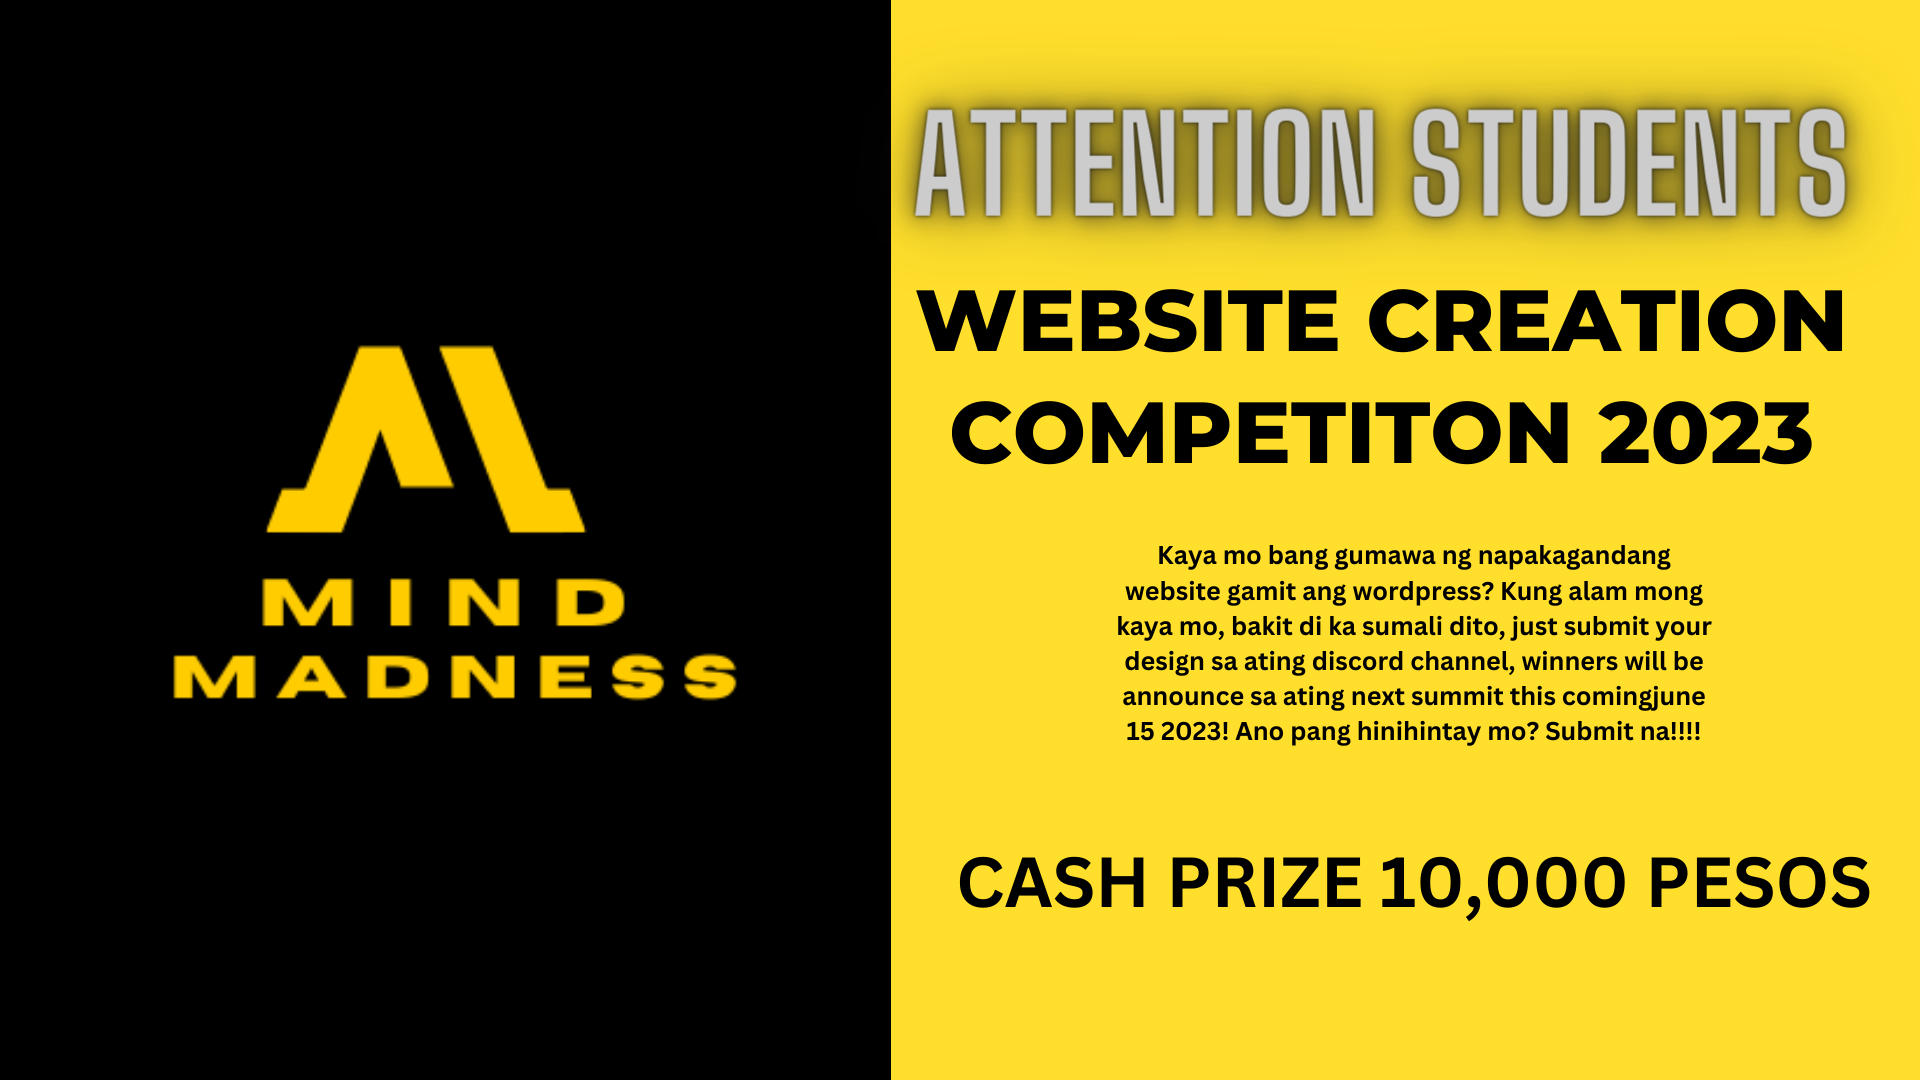 MIND
MADNESS
ATTENTION STUDENTS
WEBSITE CREATION
COMPETITON 2023
Kaya mo bang gumawa ng napakagandang
website gamit ang wordpress? Kung alam mong
kaya mo, bakit di ka sumali dito, just submit your
design sa ating discord channel, winners will be
announce sa ating next summit this comingjune
15 2023! Ano pang hinihintay mo? Submit na!!!!
CASH PRIZE 10,000 PESOS